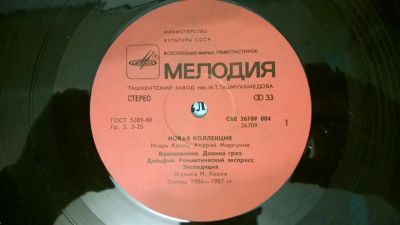 МИНИСТЕРСТВО
КУЛЬТУРЫ СССР
ВСЕСОЮЗНАЯ ФИРМА ГРАМПЛАСТИНОК
МЕЛОДИЯ
ТАШКЕНТСКИЙ ЗАВОД ИМ. М.Т. ТАШМУХАМЕДОВА
СТЕРЕО
33
ГОСТ 5289-80
Гр. 3. 2-25
С60 26709 004
26709
1
НОВАЯ КОЛЛЕКЦИЯ
Игорь Кезля, Андрей Моргунов
Вдохновение. Долина грез
Дельфин. Романтический экспресс
Экспедиция
Музыка И. Кезля
Запись 1986—1987 гг.